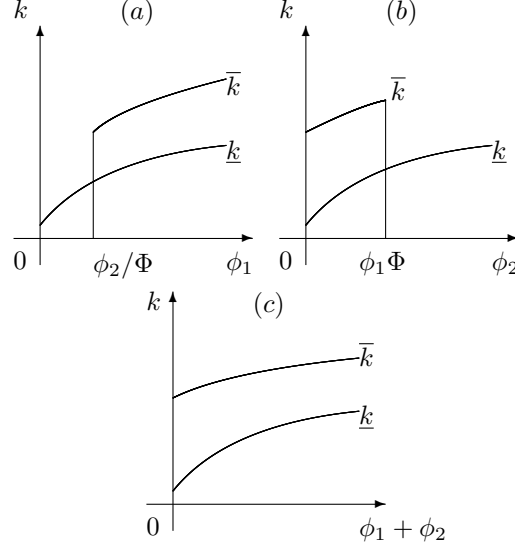 k (a)
k̅
k̲
0 ϕ₂/Φ ϕ₁
k (b)
k̅
k̲
0 ϕ₁Φ ϕ₂
k (c)
k̅
k̲
0 ϕ₁ + ϕ₂